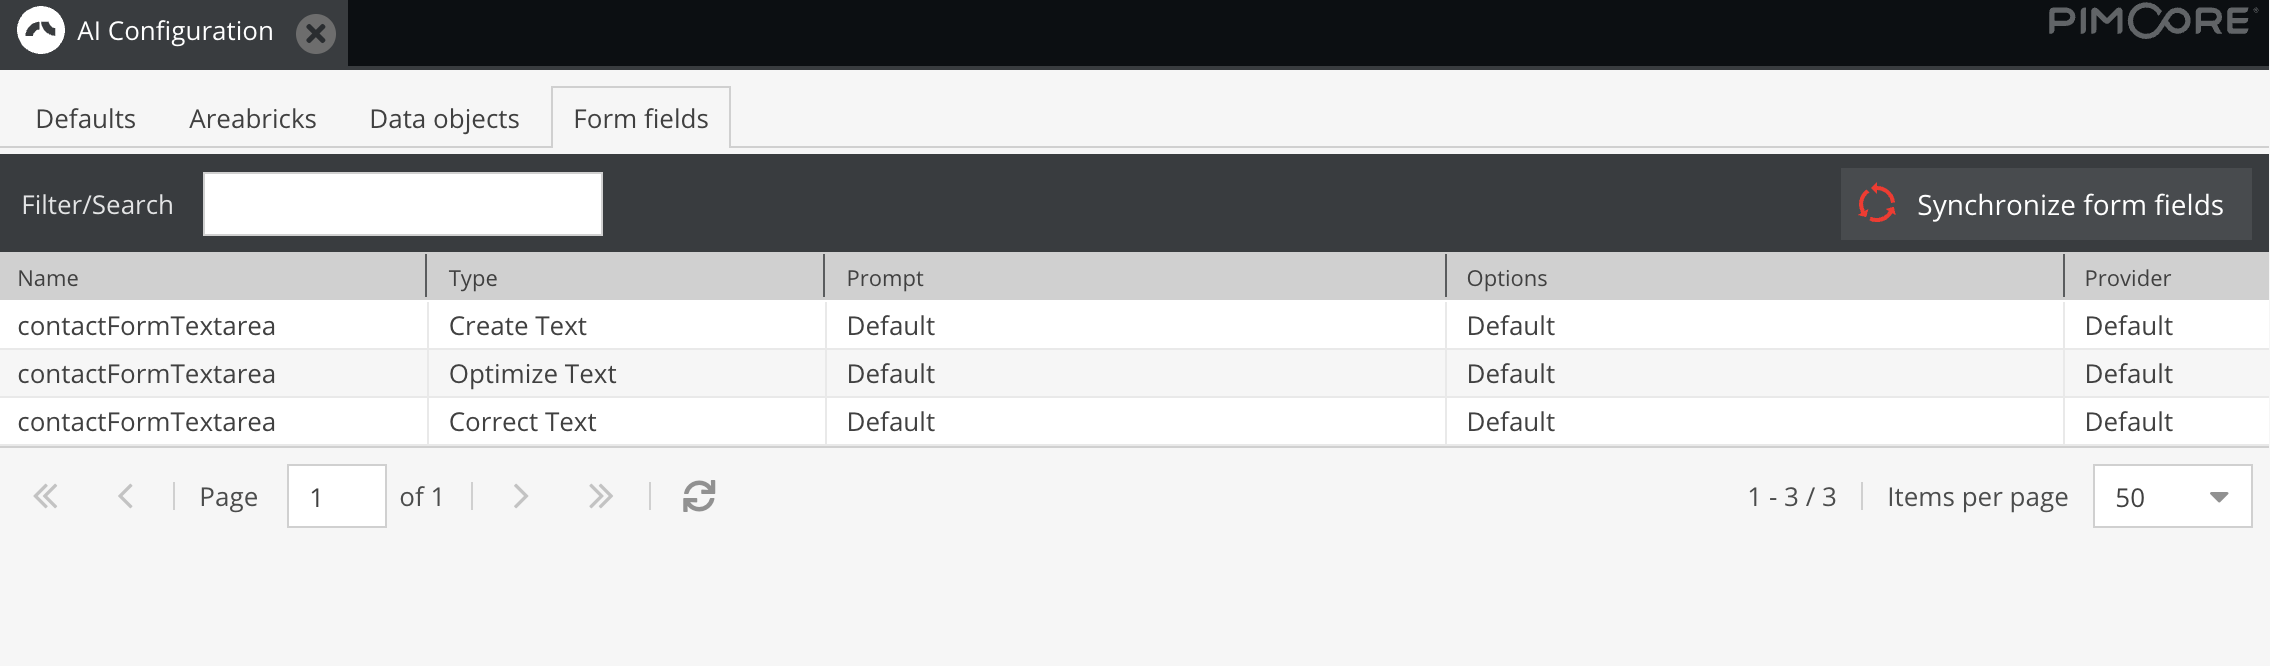 AI Configuration
PIMCORE
Defaults Areabricks Data objects Form fields
Filter/Search Synchronize form fields
Name Type Prompt Options Provider
contactFormTextarea Create Text Default Default Default
contactFormTextarea Optimize Text Default Default Default
contactFormTextarea Correct Text Default Default Default
Page 1 of 1 1 - 3 / 3 Items per page 50